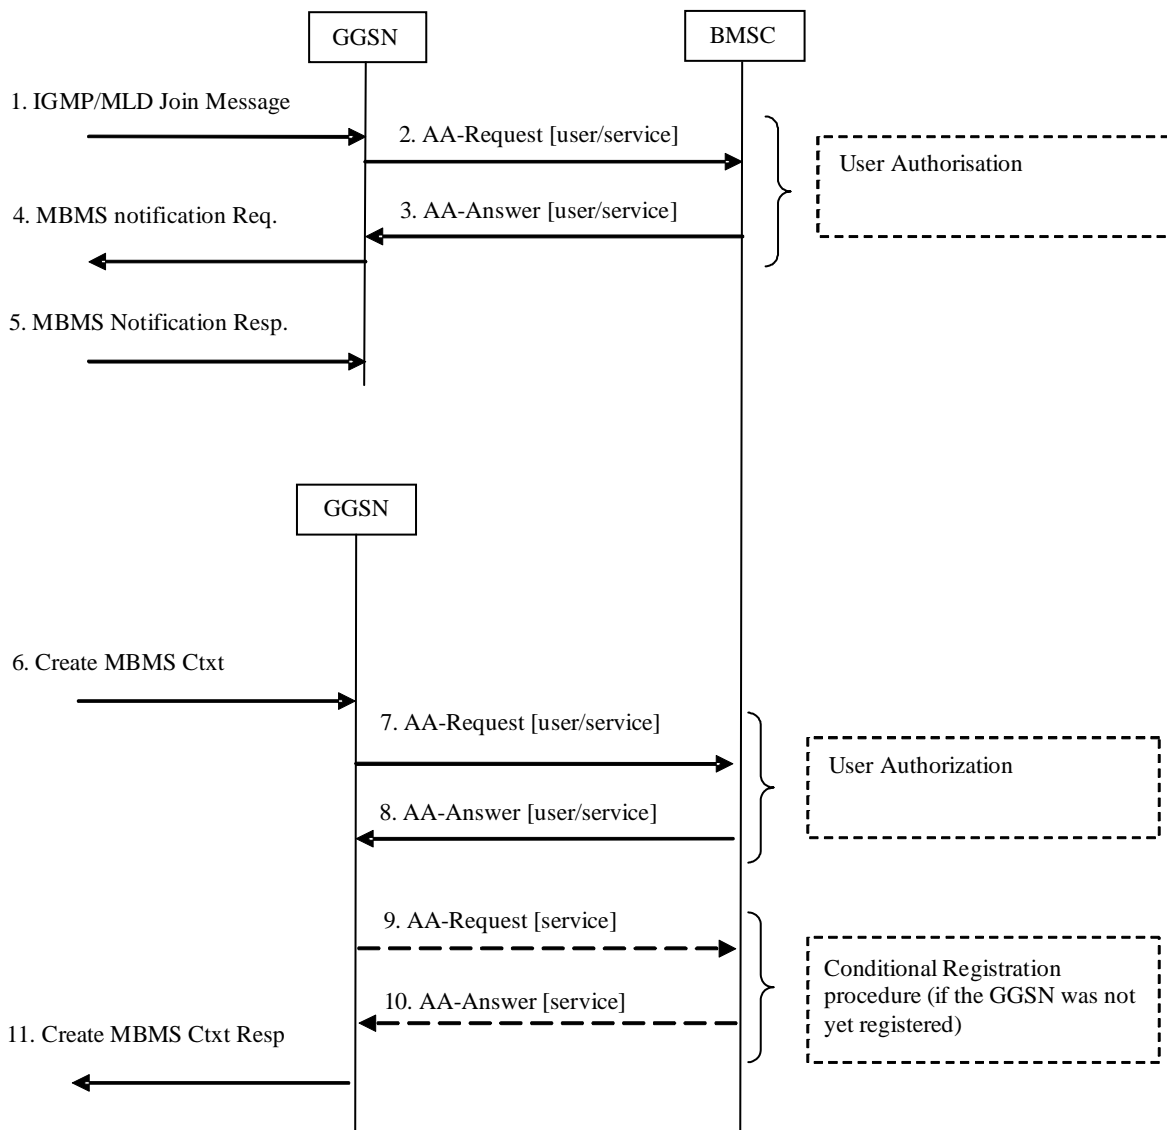 GGSN
BMSC
1. IGMP/MLD Join Message
2. AA-Request [user/service]
User Authorisation
3. AA-Answer [user/service]
4. MBMS notification Req.
5. MBMS Notification Resp.
GGSN
6. Create MBMS Ctxt
7. AA-Request [user/service]
User Authorization
8. AA-Answer [user/service]
9. AA-Request [service]
Conditional Registration
procedure (if the GGSN was not
yet registered)
10. AA-Answer [service]
11. Create MBMS Ctxt Resp